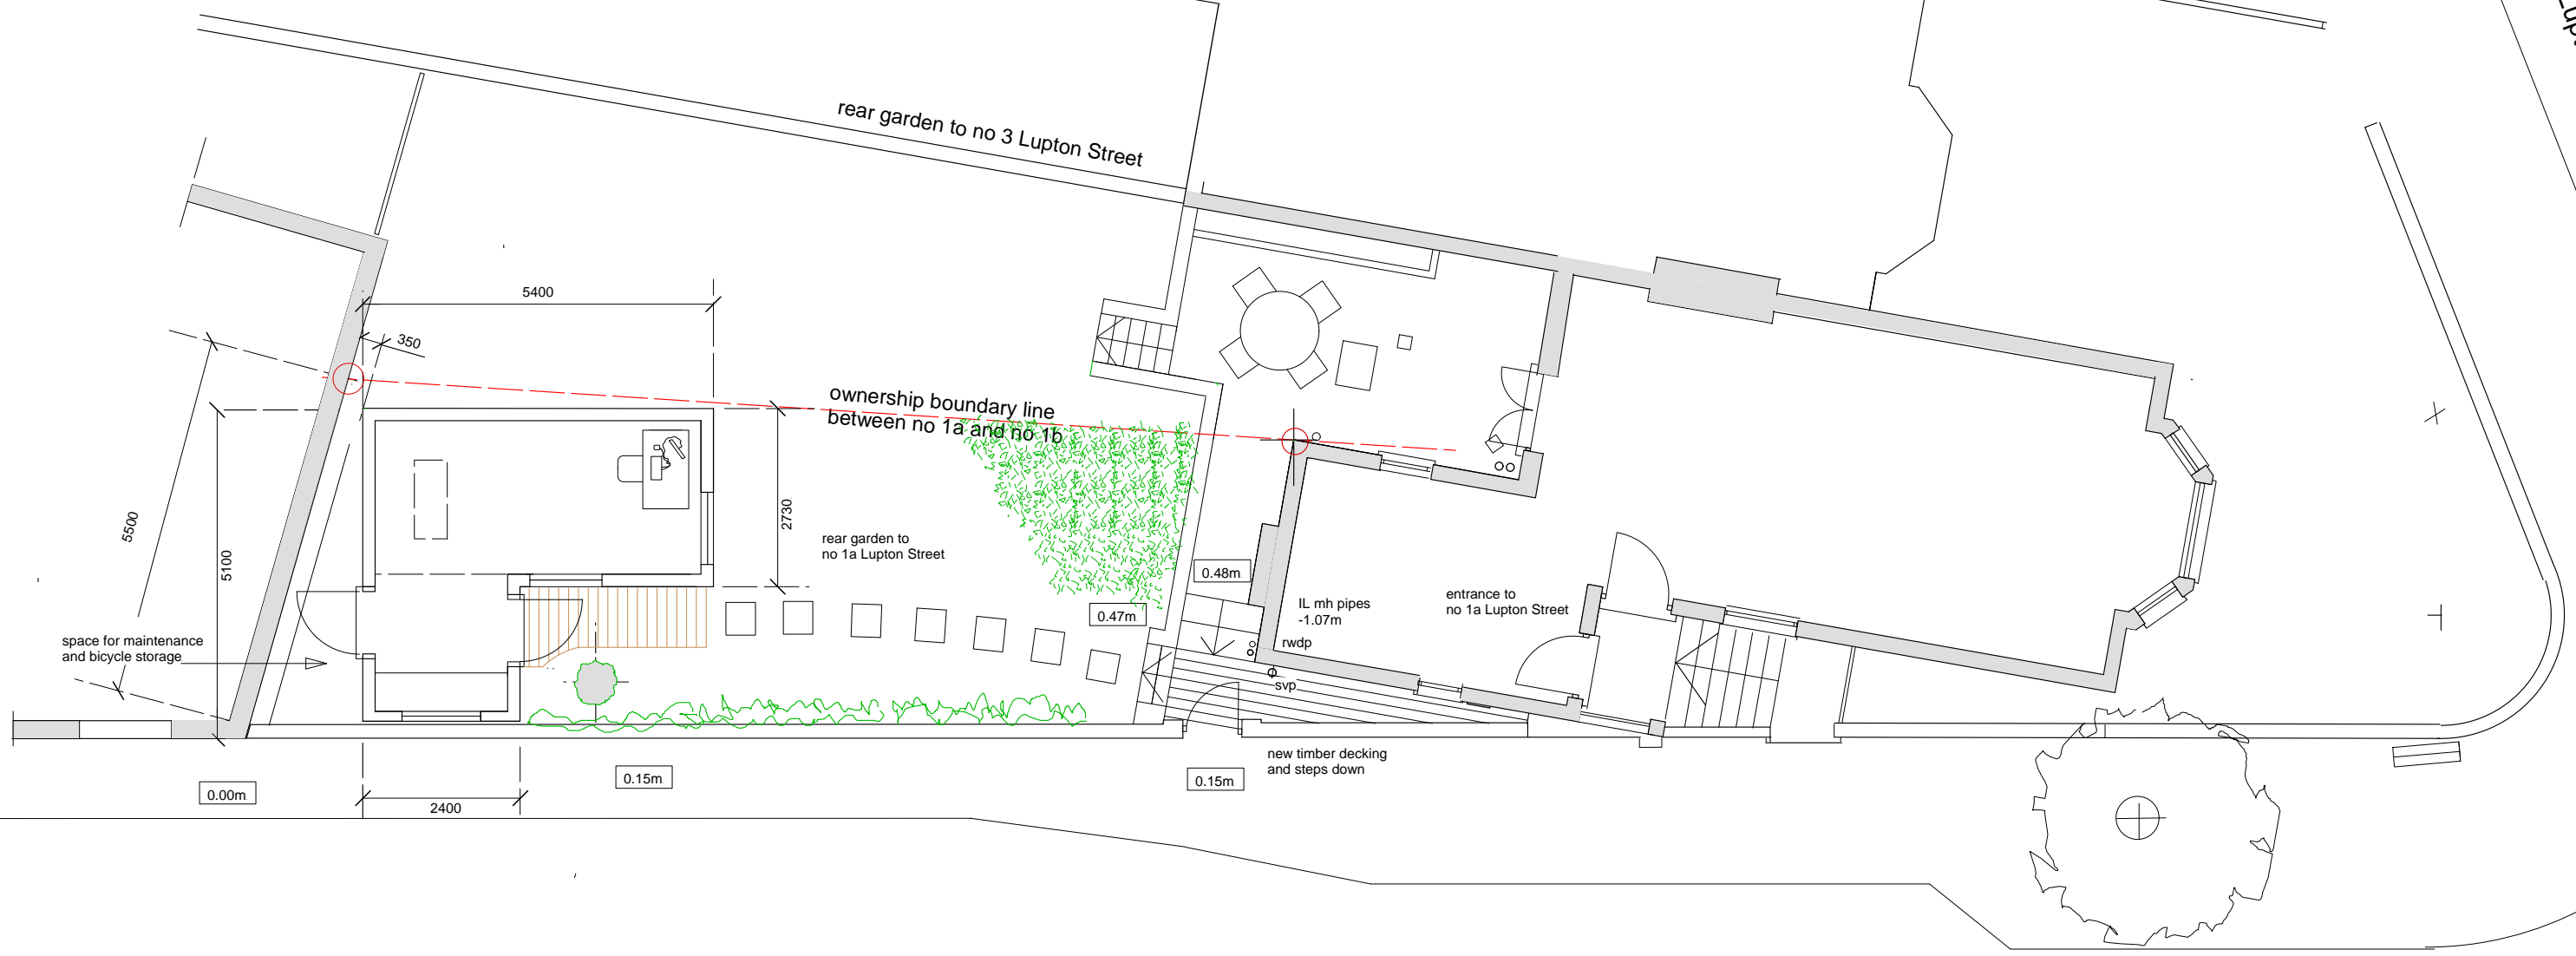 rear garden to no 3 Lupton Street
5400
350
ownership boundary line
between no 1a and no 1b
5500
5100
2730
rear garden to
no 1a Lupton Street
0.48m
0.47m
IL mh pipes
-1.07m
entrance to
no 1a Lupton Street
rwdp
svp
space for maintenance
and bicycle storage
new timber decking
and steps down
0.00m
0.15m
0.15m
2400